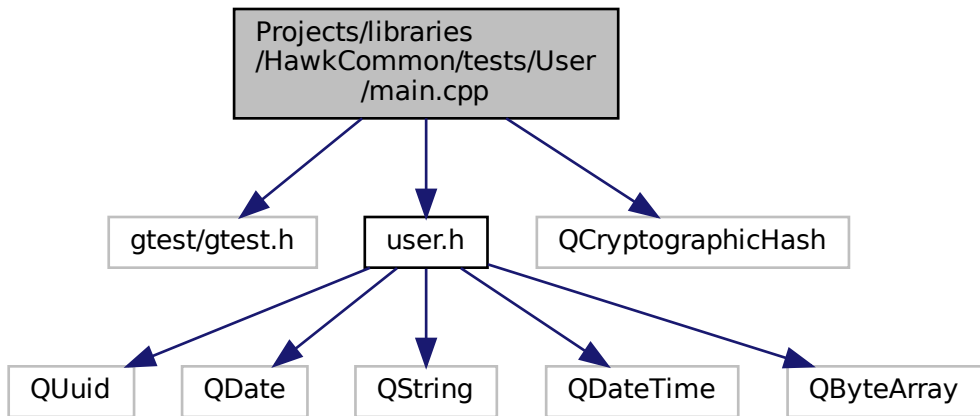 Projects/libraries
/HawkCommon/tests/User
/main.cpp
gtest/gtest.h
user.h
QCryptographicHash
QUuid
QDate
QString
QDateTime
QByteArray